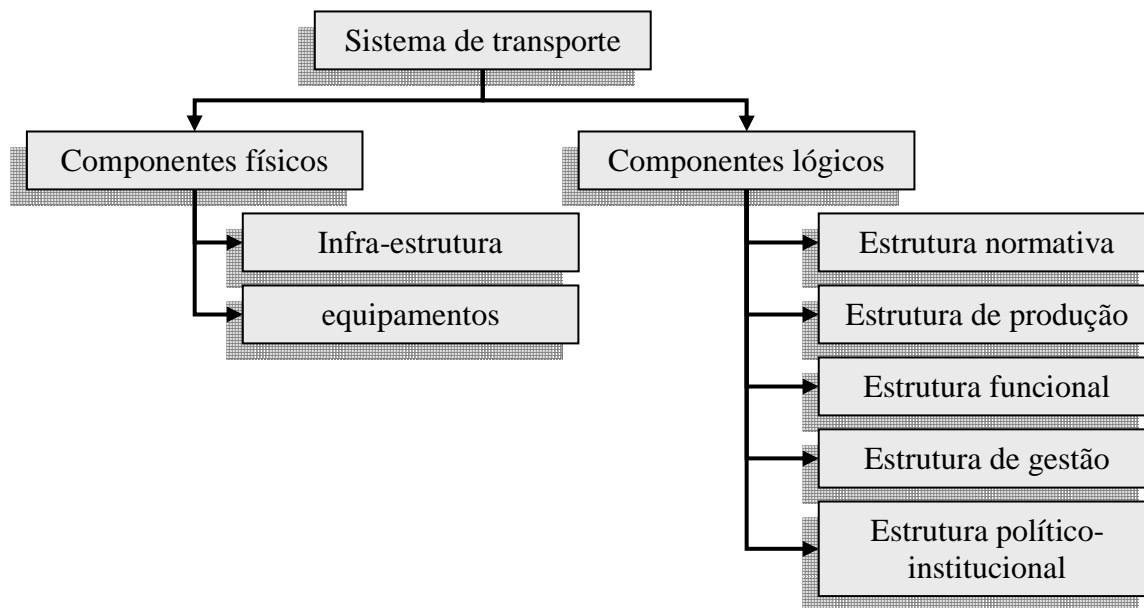 Sistema de transporte
Componentes físicos
Componentes lógicos
Infra-estrutura
equipamentos
Estrutura normativa
Estrutura de produção
Estrutura funcional
Estrutura de gestão
Estrutura político-
institucional